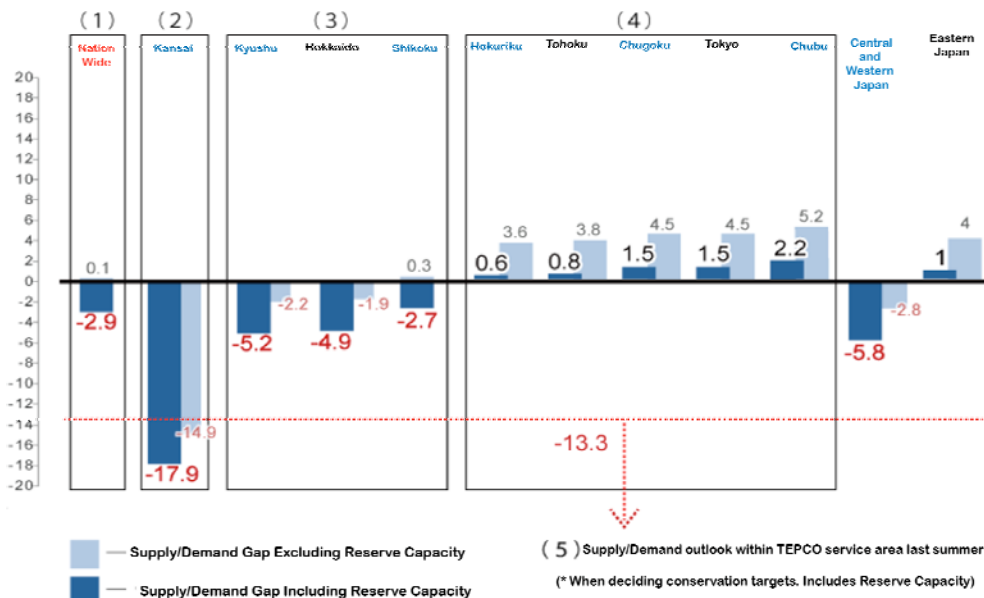 (1)
(2)
(3)
(4)
Nation
Wide
Kansai
Kyushu
Hokkaido
Shikoku
Hokuriku
Tohoku
Chugoku
Tokyo
Chubu
Central
and
Western
Japan
Eastern
Japan
20
18
16
14
12
10
8
6
4
2
0
-2
-4
-6
-8
-10
-12
-14
-16
-18
-20
0.1
-2.9
-14.9
-17.9
-2.2
-5.2
-1.9
-4.9
0.3
-2.7
3.6
0.6
3.8
0.8
4.5
1.5
4.5
1.5
5.2
2.2
-2.8
-5.8
4
1
-13.3
Supply/Demand Gap Excluding Reserve Capacity
Supply/Demand Gap Including Reserve Capacity
(5) Supply/Demand outlook within TEPCO service area last summer
(* When deciding conservation targets. Includes Reserve Capacity)